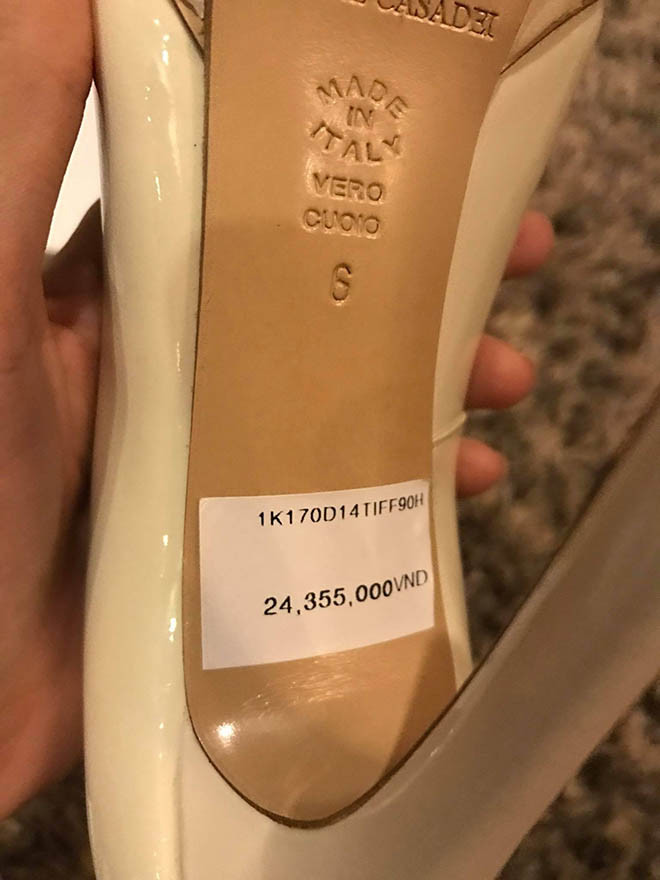 CASADEI
MADE
IN
ITALY
VERO
CUOIO
6
1K170D14TIFF90H
24,355,000VND